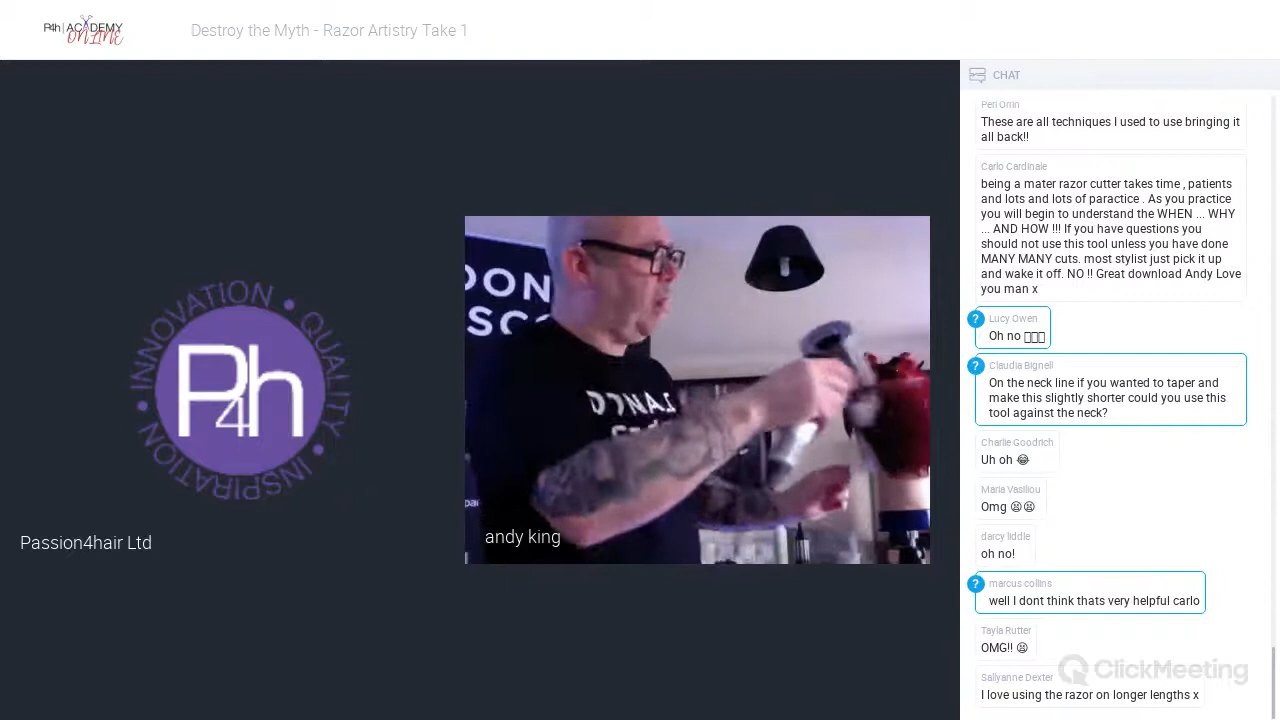 P4h | ACADEMY
ONLINE
Destroy the Myth - Razor Artistry Take 1
CHAT
Peri Orrin
These are all techniques I used to use bringing it
all back!!
Carlo Cardinale
being a mater razor cutter takes time , patients
and lots and lots of paractice . As you practice
you will begin to understand the WHEN ... WHY
... AND HOW !!! If you have questions you
should not use this tool unless you have done
MANY MANY cuts. most stylist just pick it up
and wake it off. NO !! Great download Andy Love
you man x
? Lucy Owen
Oh no
? Claudia Bignell
On the neck line if you wanted to taper and
make this slightly shorter could you use this
tool against the neck?
Charlie Goodrich
Uh oh 😂
Maria Vasiliou
Omg 😫😫
darcy liddle
oh no!
? marcus collins
well I dont think thats very helpful carlo
Tayla Rutter
OMG!! 😫
Sallyanne Dexter
I love using the razor on longer lengths x
ClickMeeting
INNOVATION • QUALITY • INSPIRATION •
P4h
Passion4hair Ltd
DON
SCO
andy king